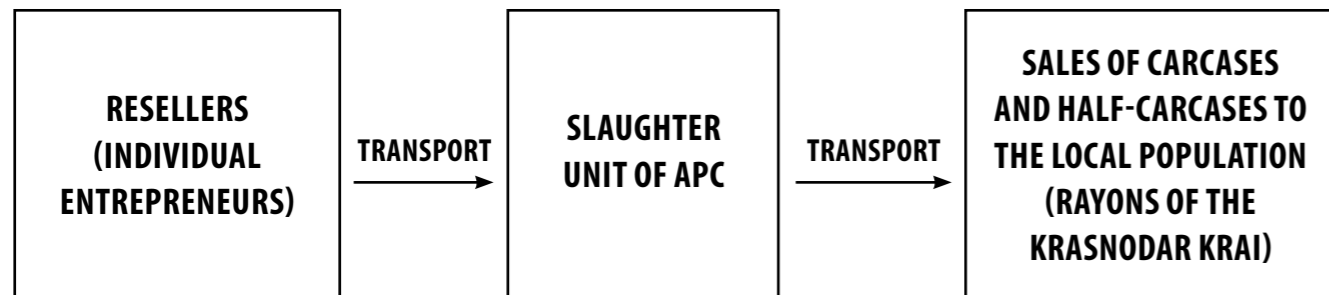 RESELLERS
(INDIVIDUAL
ENTREPRENEURS)
TRANSPORT
SLAUGHTER
UNIT OF APC
TRANSPORT
SALES OF CARCASES
AND HALF-CARCASES TO
THE LOCAL POPULATION
(RAYONS OF THE
KRASNODAR KRAI)